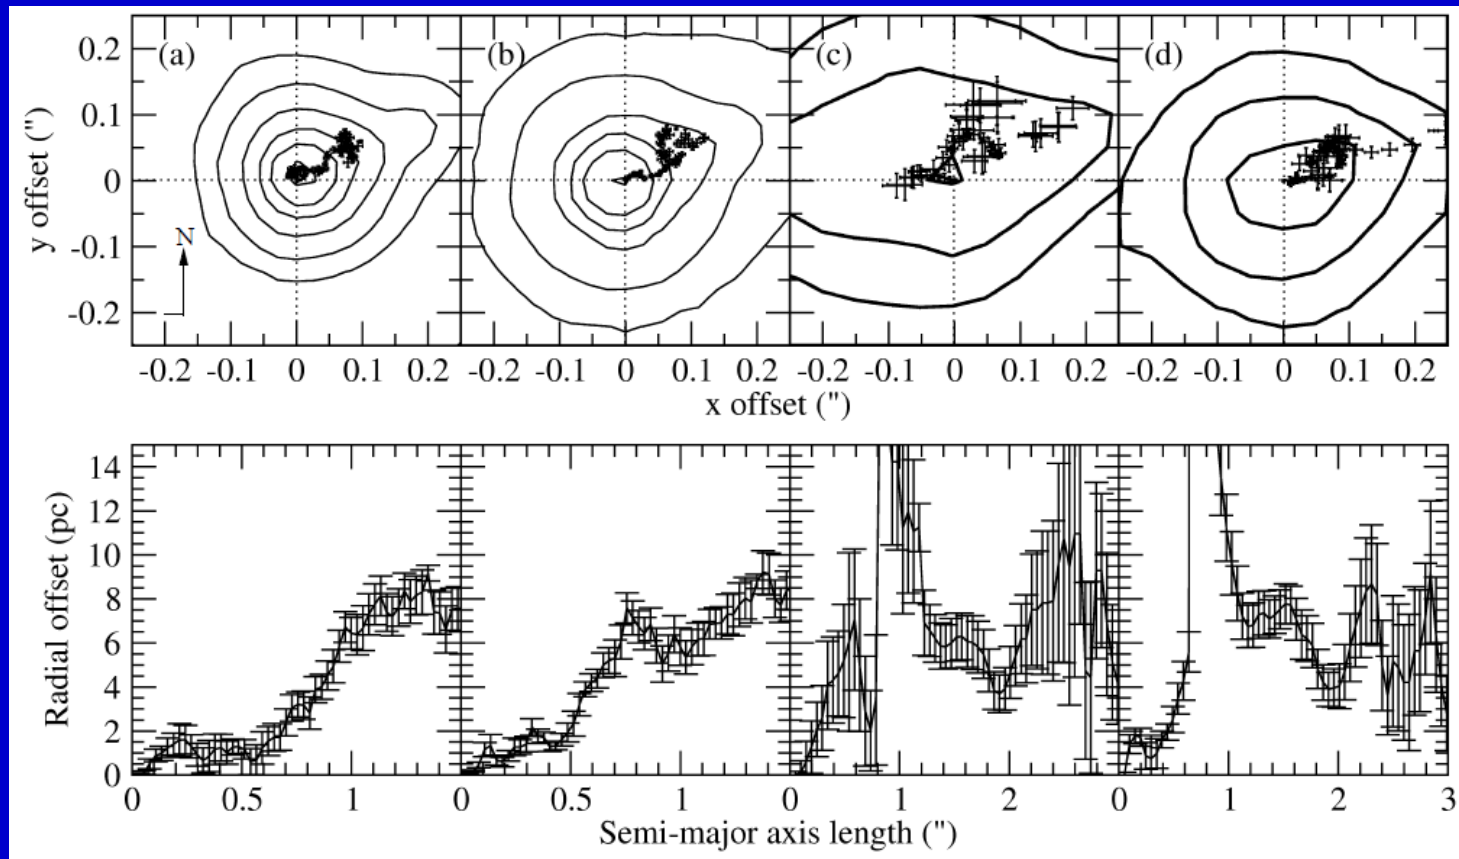 (a) (b) (c) (d)
0.2
0.1
0
-0.1
-0.2
y offset (")
N
-0.2 -0.1 0 0.1 0.2 -0.2 -0.1 0 0.1 0.2 -0.2 -0.1 0 0.1 0.2 -0.2 -0.1 0 0.1 0.2
x offset (")
14
12
10
8
6
4
2
0
Radial offset (pc)
0 0.5 1 0 0.5 1 0 1 2 0 1 2 3
Semi-major axis length (")